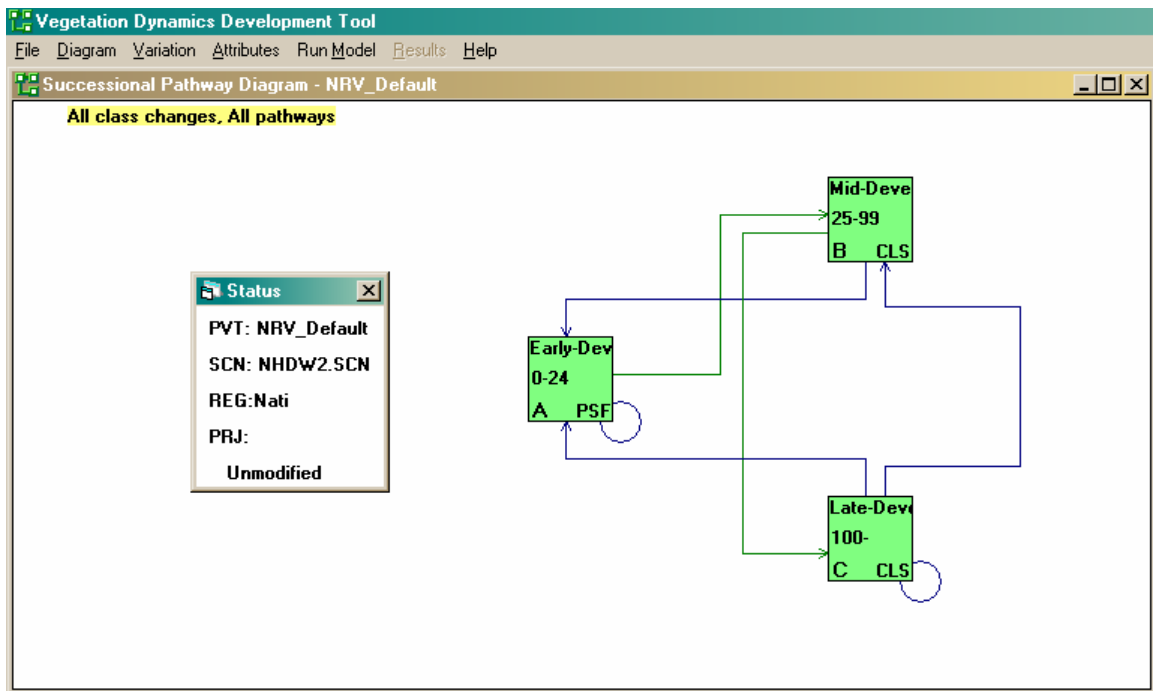 Vegetation Dynamics Development Tool
File Diagram Variation Attributes Run Model Results Help
Successional Pathway Diagram - NRV_Default
All class changes, All pathways
Mid-Deve
25-99
B CLS
Status
PVT: NRV_Default
SCN: NHDW2.SCN
REG:Nati
PRJ:
Unmodified
Early-Dev
0-24
A PSF
Late-Deve
100-
C CLS